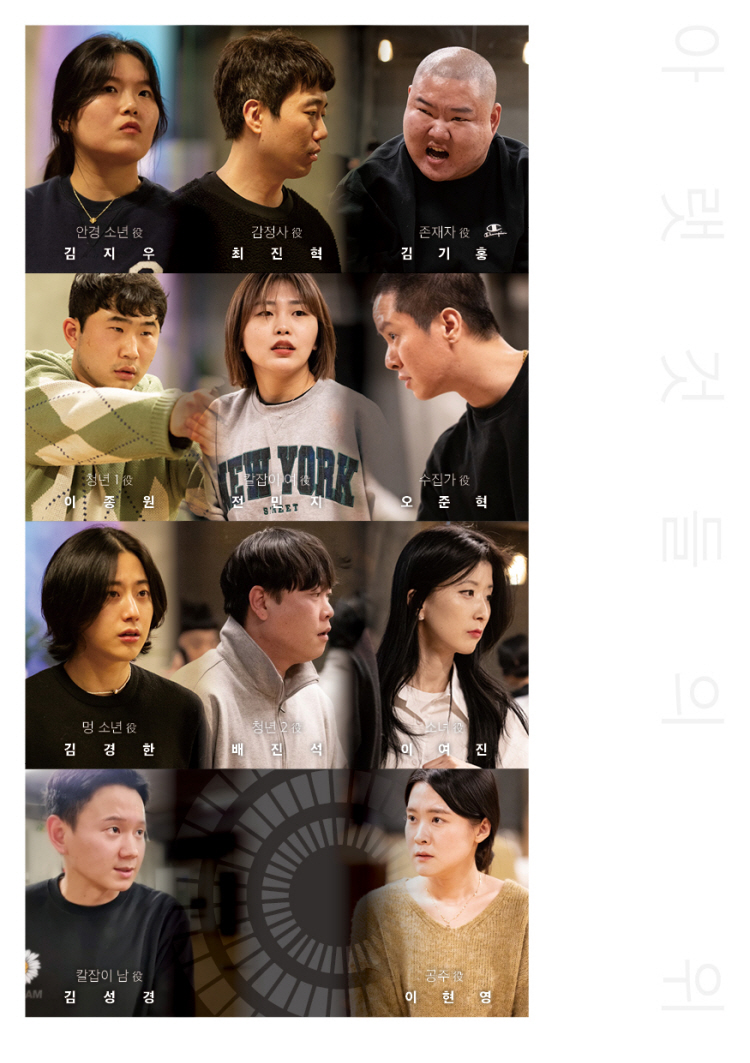 안경 소년 役
김 지 우
감정사 役
최 진 혁
존재자 役
김 기 홍
청년 1 役
이 종 원
칼잡이 여 役
전 민 지
NEW YORK
STREET
수집가 役
오 준 혁
멍 소년 役
김 경 한
청년 2 役
배 진 석
소녀 役
이 여 진
칼잡이 남 役
김 성 경
공주 役
이 현 영
아랫것들의 위